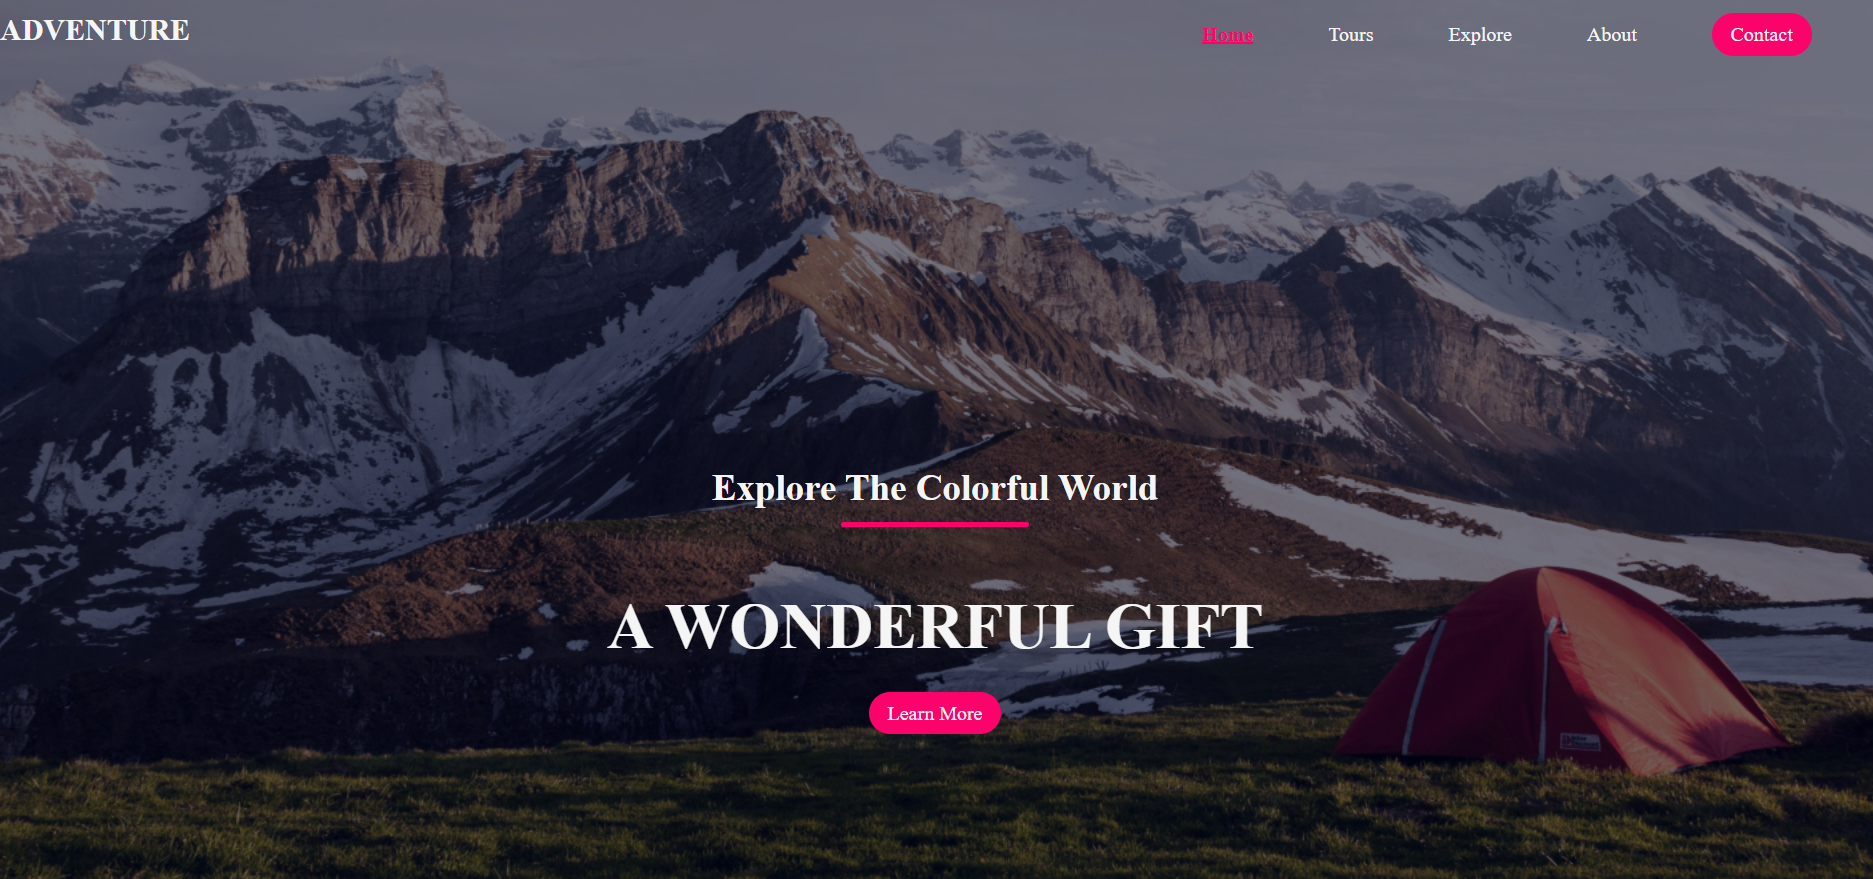 ADVENTURE
Home Tours Explore About Contact
Explore The Colorful World
A WONDERFUL GIFT
Learn More